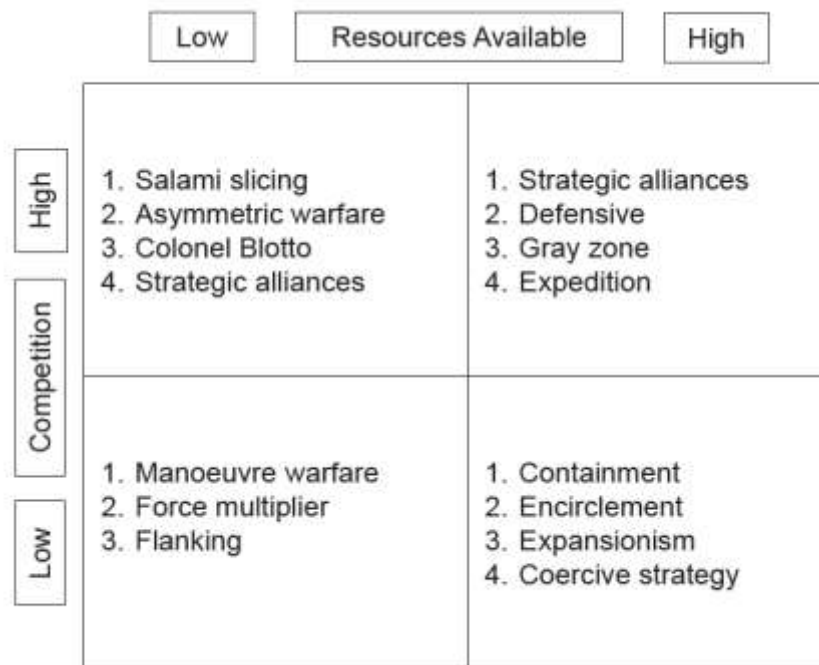 Low
Resources Available
High
High
1. Salami slicing
2. Asymmetric warfare
3. Colonel Blotto
4. Strategic alliances
1. Strategic alliances
2. Defensive
3. Gray zone
4. Expedition
Competition
Low
1. Manoeuvre warfare
2. Force multiplier
3. Flanking
1. Containment
2. Encirclement
3. Expansionism
4. Coercive strategy